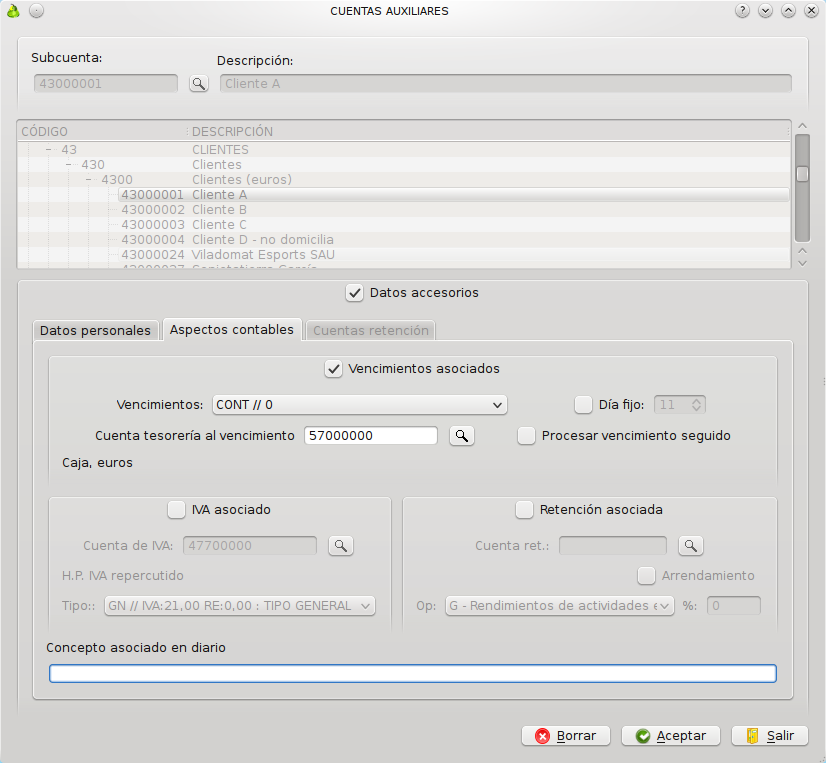 CUENTAS AUXILIARES
Subcuenta:
Descripción:
43000001
Cliente A
CÓDIGO DESCRIPCIÓN
43 CLIENTES
430 Clientes
4300 Clientes (euros)
43000001 Cliente A
43000002 Cliente B
43000003 Cliente C
43000004 Cliente D - no domicilia
43000024 Viladomat Esports SAU
Datos accesorios
Datos personales Aspectos contables Cuentas retención
Vencimientos asociados
Vencimientos: CONT // 0 Día fijo: 11
Cuenta tesorería al vencimiento 57000000 Procesar vencimiento seguido
Caja, euros
IVA asociado
Cuenta de IVA: 47700000
H.P. IVA repercutido
Tipo:: GN // IVA:21,00 RE:0,00 : TIPO GENERAL
Retención asociada
Cuenta ret.:
Arrendamiento
Op: G - Rendimientos de actividades e %: 0
Concepto asociado en diario
Borrar Aceptar Salir